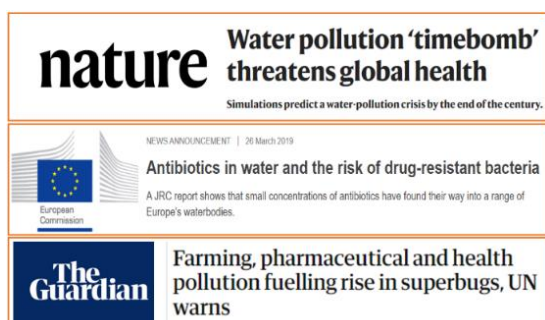 nature
Water pollution ‘timebomb’
threatens global health
Simulations predict a water-pollution crisis by the end of the century.
European
Commission
NEWS ANNOUNCEMENT | 26 March 2019
Antibiotics in water and the risk of drug-resistant bacteria
A JRC report shows that small concentrations of antibiotics have found their way into a range of
Europe's waterbodies.
The
Guardian
Farming, pharmaceutical and health
pollution fuelling rise in superbugs, UN
warns